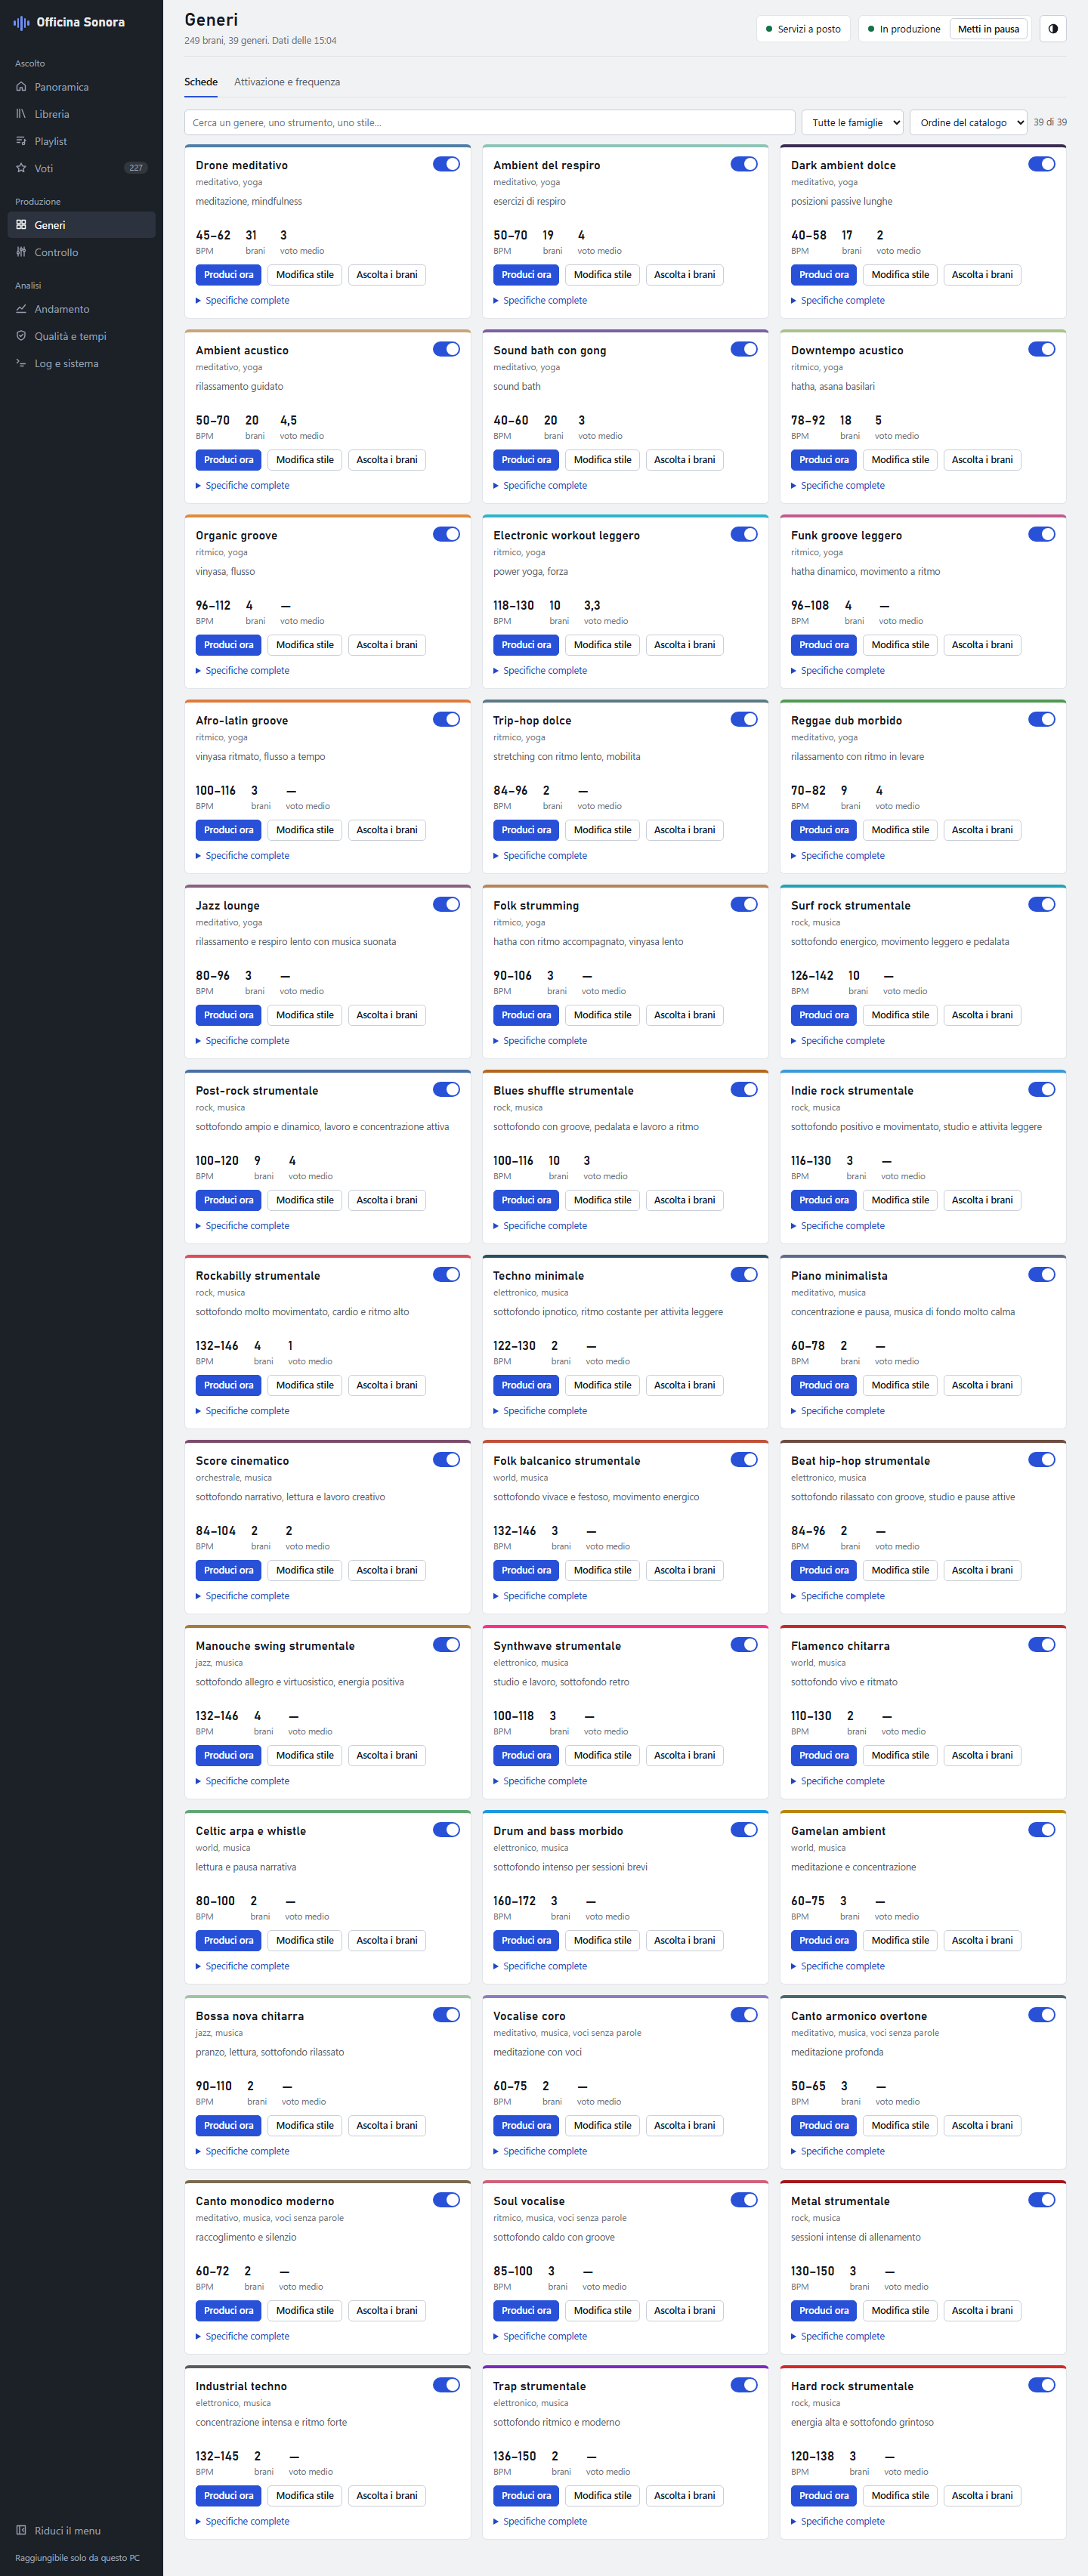 Officina Sonora
Ascolto
Panoramica
Libreria
Playlist
Voti 227
Produzione
Generi
Controllo
Analisi
Andamento
Qualità e tempi
Log e sistema
Riduci il menu
Raggiungibile solo da questo PC
Generi
249 brani, 39 generi. Dati delle 15:04
Servizi a posto
In produzione Metti in pausa
Schede Attivazione e frequenza
Cerca un genere, uno strumento, uno stile...
Tutte le famiglie
Ordine del catalogo
39 di 39
Drone meditativo
meditativo, yoga
meditazione, mindfulness
45–62 31 3
BPM brani voto medio
Produci ora Modifica stile Ascolta i brani
Specifiche complete
Ambient del respiro
meditativo, yoga
esercizi di respiro
50–70 19 4
BPM brani voto medio
Produci ora Modifica stile Ascolta i brani
Specifiche complete
Dark ambient dolce
meditativo, yoga
posizioni passive lunghe
40–58 17 2
BPM brani voto medio
Produci ora Modifica stile Ascolta i brani
Specifiche complete
Ambient acustico
meditativo, yoga
rilassamento guidato
50–70 20 4,5
BPM brani voto medio
Produci ora Modifica stile Ascolta i brani
Specifiche complete
Sound bath con gong
meditativo, yoga
sound bath
40–60 20 3
BPM brani voto medio
Produci ora Modifica stile Ascolta i brani
Specifiche complete
Downtempo acustico
ritmico, yoga
hatha, asana basilari
78–92 18 5
BPM brani voto medio
Produci ora Modifica stile Ascolta i brani
Specifiche complete
Organic groove
ritmico, yoga
vinyasa, flusso
96–112 4 —
BPM brani voto medio
Produci ora Modifica stile Ascolta i brani
Specifiche complete
Electronic workout leggero
ritmico, yoga
power yoga, forza
118–130 10 3,3
BPM brani voto medio
Produci ora Modifica stile Ascolta i brani
Specifiche complete
Funk groove leggero
ritmico, yoga
hatha dinamico, movimento a ritmo
96–108 4 —
BPM brani voto medio
Produci ora Modifica stile Ascolta i brani
Specifiche complete
Afro-latin groove
ritmico, yoga
vinyasa ritmato, flusso a tempo
100–116 3 —
BPM brani voto medio
Produci ora Modifica stile Ascolta i brani
Specifiche complete
Trip-hop dolce
ritmico, yoga
stretching con ritmo lento, mobilita
84–96 2 —
BPM brani voto medio
Produci ora Modifica stile Ascolta i brani
Specifiche complete
Reggae dub morbido
meditativo, yoga
rilassamento con ritmo in levare
70–82 9 4
BPM brani voto medio
Produci ora Modifica stile Ascolta i brani
Specifiche complete
Jazz lounge
meditativo, yoga
rilassamento e respiro lento con musica suonata
80–96 3 —
BPM brani voto medio
Produci ora Modifica stile Ascolta i brani
Specifiche complete
Folk strumming
ritmico, yoga
hatha con ritmo accompagnato, vinyasa lento
90–106 3 —
BPM brani voto medio
Produci ora Modifica stile Ascolta i brani
Specifiche complete
Surf rock strumentale
rock, musica
sottofondo energico, movimento leggero e pedalata
126–142 10 —
BPM brani voto medio
Produci ora Modifica stile Ascolta i brani
Specifiche complete
Post-rock strumentale
rock, musica
sottofondo ampio e dinamico, lavoro e concentrazione attiva
100–120 9 4
BPM brani voto medio
Produci ora Modifica stile Ascolta i brani
Specifiche complete
Blues shuffle strumentale
rock, musica
sottofondo con groove, pedalata e lavoro a ritmo
100–116 10 3
BPM brani voto medio
Produci ora Modifica stile Ascolta i brani
Specifiche complete
Indie rock strumentale
rock, musica
sottofondo positivo e movimentato, studio e attivita leggere
116–130 3 —
BPM brani voto medio
Produci ora Modifica stile Ascolta i brani
Specifiche complete
Rockabilly strumentale
rock, musica
sottofondo molto movimentato, cardio e ritmo alto
132–146 4 1
BPM brani voto medio
Produci ora Modifica stile Ascolta i brani
Specifiche complete
Techno minimale
elettronico, musica
sottofondo ipnotico, ritmo costante per attivita leggere
122–130 2 —
BPM brani voto medio
Produci ora Modifica stile Ascolta i brani
Specifiche complete
Piano minimalista
meditativo, musica
concentrazione e pausa, musica di fondo molto calma
60–78 2 —
BPM brani voto medio
Produci ora Modifica stile Ascolta i brani
Specifiche complete
Score cinematico
orchestrale, musica
sottofondo narrativo, lettura e lavoro creativo
84–104 2 2
BPM brani voto medio
Produci ora Modifica stile Ascolta i brani
Specifiche complete
Folk balcanico strumentale
world, musica
sottofondo vivace e festoso, movimento energico
132–146 3 —
BPM brani voto medio
Produci ora Modifica stile Ascolta i brani
Specifiche complete
Beat hip-hop strumentale
elettronico, musica
sottofondo rilassato con groove, studio e pause attive
84–96 2 —
BPM brani voto medio
Produci ora Modifica stile Ascolta i brani
Specifiche complete
Manouche swing strumentale
jazz, musica
sottofondo allegro e virtuosistico, energia positiva
132–146 4 —
BPM brani voto medio
Produci ora Modifica stile Ascolta i brani
Specifiche complete
Synthwave strumentale
elettronico, musica
studio e lavoro, sottofondo retro
100–118 3 —
BPM brani voto medio
Produci ora Modifica stile Ascolta i brani
Specifiche complete
Flamenco chitarra
world, musica
sottofondo vivo e ritmato
110–130 2 —
BPM brani voto medio
Produci ora Modifica stile Ascolta i brani
Specifiche complete
Celtic arpa e whistle
world, musica
lettura e pausa narrativa
80–100 2 —
BPM brani voto medio
Produci ora Modifica stile Ascolta i brani
Specifiche complete
Drum and bass morbido
elettronico, musica
sottofondo intenso per sessioni brevi
160–172 3 —
BPM brani voto medio
Produci ora Modifica stile Ascolta i brani
Specifiche complete
Gamelan ambient
world, musica
meditazione e concentrazione
60–75 3 —
BPM brani voto medio
Produci ora Modifica stile Ascolta i brani
Specifiche complete
Bossa nova chitarra
jazz, musica
pranzo, lettura, sottofondo rilassato
90–110 2 —
BPM brani voto medio
Produci ora Modifica stile Ascolta i brani
Specifiche complete
Vocalise coro
meditativo, musica, voci senza parole
meditazione con voci
60–75 2 —
BPM brani voto medio
Produci ora Modifica stile Ascolta i brani
Specifiche complete
Canto armonico overtone
meditativo, musica, voci senza parole
meditazione profonda
50–65 3 —
BPM brani voto medio
Produci ora Modifica stile Ascolta i brani
Specifiche complete
Canto monodico moderno
meditativo, musica, voci senza parole
raccoglimento e silenzio
60–72 2 —
BPM brani voto medio
Produci ora Modifica stile Ascolta i brani
Specifiche complete
Soul vocalise
ritmico, musica, voci senza parole
sottofondo caldo con groove
85–100 3 —
BPM brani voto medio
Produci ora Modifica stile Ascolta i brani
Specifiche complete
Metal strumentale
rock, musica
sessioni intense di allenamento
130–150 3 —
BPM brani voto medio
Produci ora Modifica stile Ascolta i brani
Specifiche complete
Industrial techno
elettronico, musica
concentrazione intensa e ritmo forte
132–145 2 —
BPM brani voto medio
Produci ora Modifica stile Ascolta i brani
Specifiche complete
Trap strumentale
elettronico, musica
sottofondo ritmico e moderno
136–150 2 —
BPM brani voto medio
Produci ora Modifica stile Ascolta i brani
Specifiche complete
Hard rock strumentale
rock, musica
energia alta e sottofondo grintoso
120–138 3 —
BPM brani voto medio
Produci ora Modifica stile Ascolta i brani
Specifiche complete